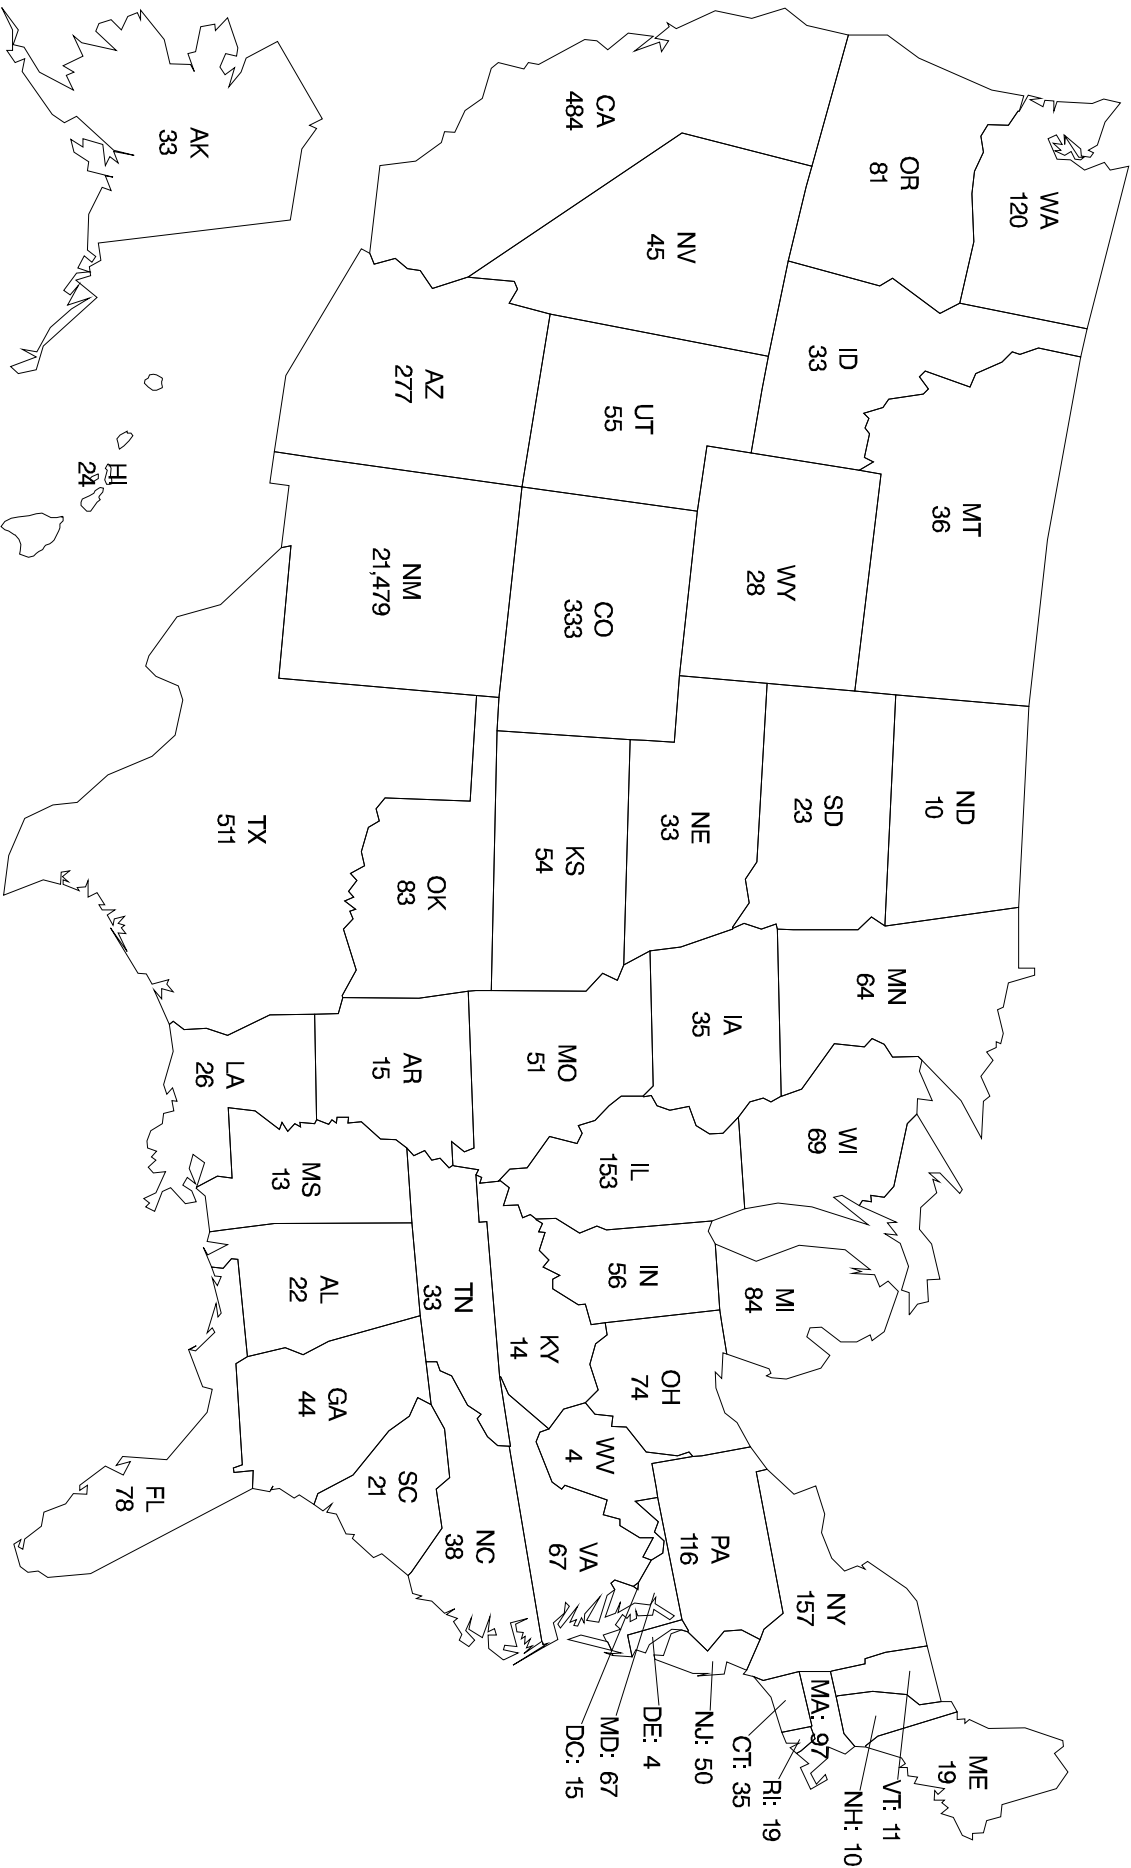 WA
120
OR
81
CA
484
NV
45
ID
33
MT
36
WY
28
UT
55
AZ
277
CO
333
NM
21,479
ND
10
SD
23
NE
33
KS
54
OK
83
TX
511
MN
64
IA
35
MO
51
AR
15
LA
26
WI
69
IL
153
MI
84
IN
56
OH
74
KY
14
TN
33
MS
13
AL
22
GA
44
FL
78
SC
21
NC
38
VA
67
WV
4
PA
116
NY
157
ME
19
VT: 11
NH: 10
MA: 97
RI: 19
CT: 35
NJ: 50
DE: 4
MD: 67
DC: 15
AK
33
HI
24